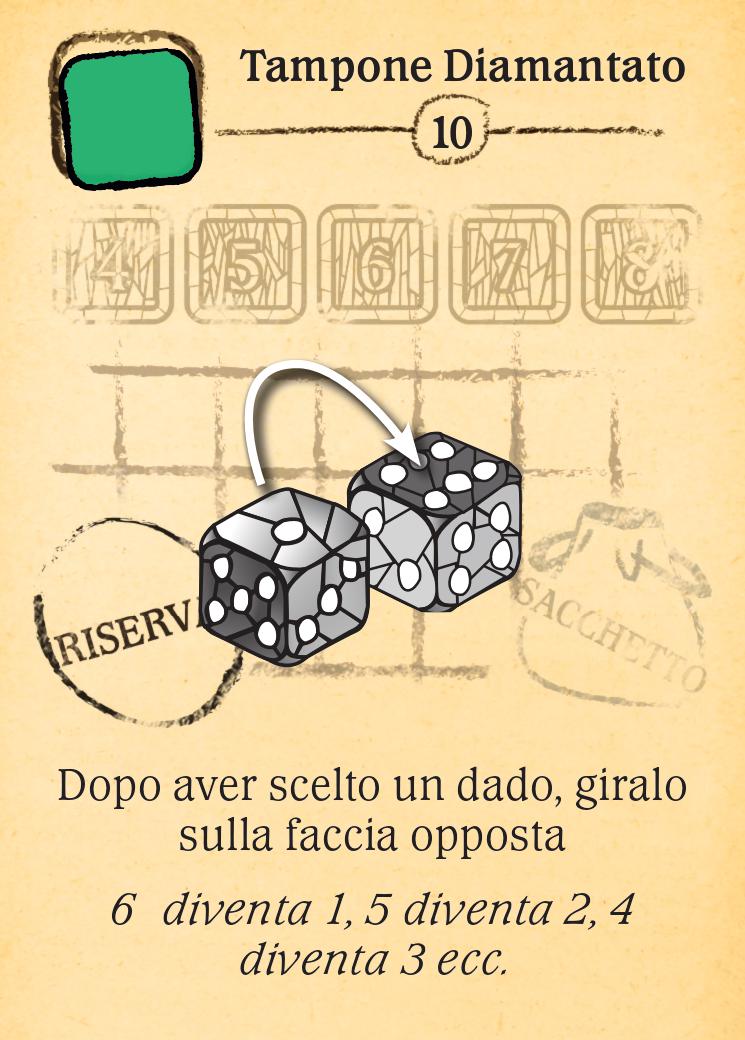 Tampone Diamantato
10
4 5 6 7 8
RISERVA
SACCHETTO
Dopo aver scelto un dado, giralo
sulla faccia opposta
6 diventa 1, 5 diventa 2, 4
diventa 3 ecc.